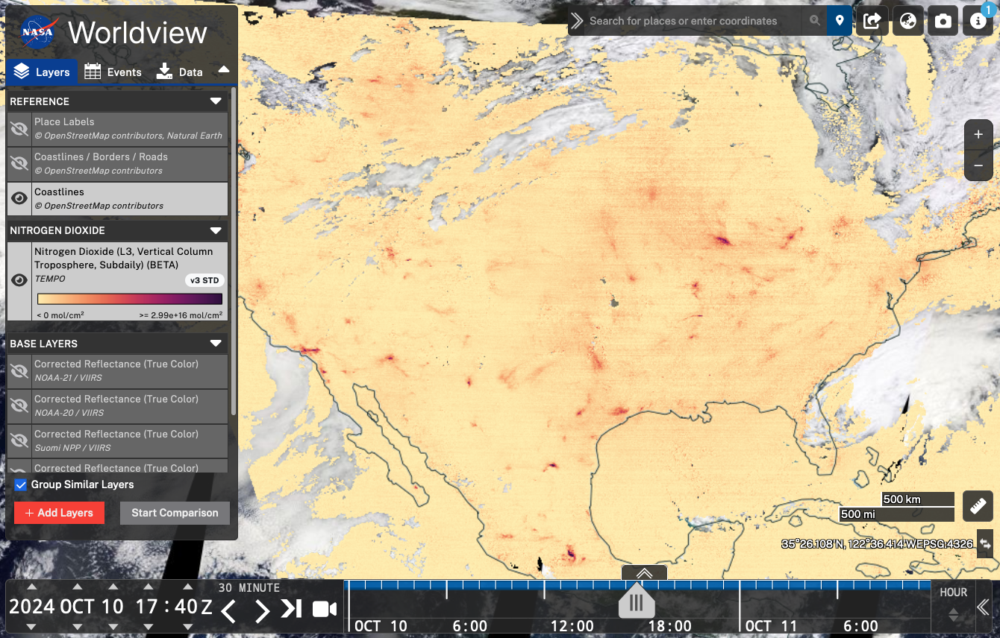 NASA Worldview
Search for places or enter coordinates
1
Layers
Events
Data
REFERENCE
Place Labels
© OpenStreetMap contributors, Natural Earth
Coastlines / Borders / Roads
© OpenStreetMap contributors
Coastlines
© OpenStreetMap contributors
NITROGEN DIOXIDE
Nitrogen Dioxide (L3, Vertical Column
Troposphere, Subdaily) (BETA)
TEMPO
v3 STD
< 0 mol/cm²
>= 2.99e+16 mol/cm²
BASE LAYERS
Corrected Reflectance (True Color)
NOAA-21 / VIIRS
Corrected Reflectance (True Color)
NOAA-20 / VIIRS
Corrected Reflectance (True Color)
Suomi NPP / VIIRS
Corrected Reflectance (True Color)
Group Similar Layers
+ Add Layers
Start Comparison
+
−
500 km
500 mi
35°26.108'N, 122°36.414'W EPSG:4326
2024 OCT 10 17:40 Z
30 MINUTE
OCT 10
6:00
12:00
18:00
OCT 11
6:00
HOUR